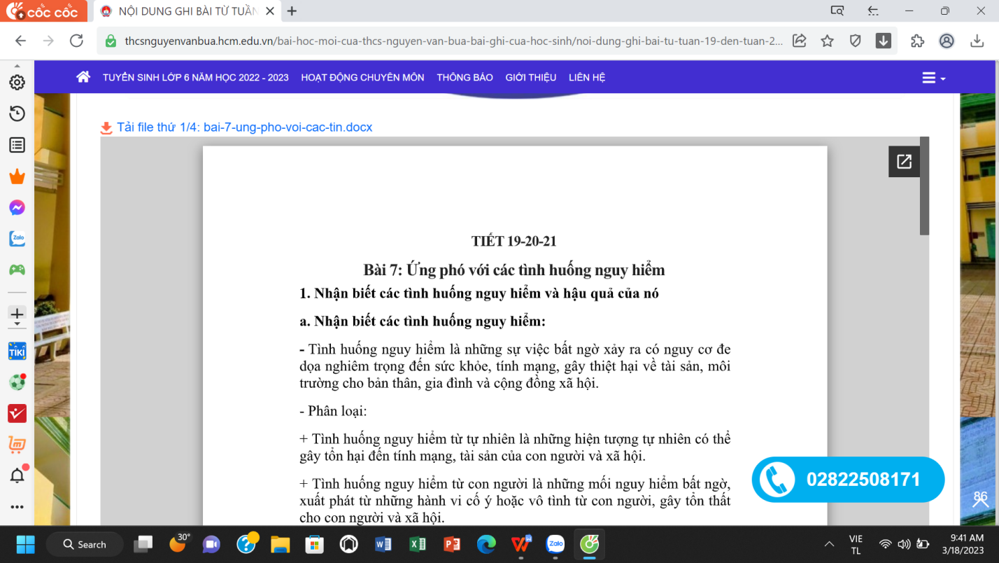 cốc cốc
NỘI DUNG GHI BÀI TỪ TUẦN
thcsnguyenvanbua.hcm.edu.vn/bai-hoc-moi-cua-thcs-nguyen-van-bua-bai-ghi-cua-hoc-sinh/noi-dung-ghi-bai-tu-tuan-19-den-tuan-2...
TUYỂN SINH LỚP 6 NĂM HỌC 2022 - 2023 HOẠT ĐỘNG CHUYÊN MÔN THÔNG BÁO GIỚI THIỆU LIÊN HỆ
Tải file thứ 1/4: bai-7-ung-pho-voi-cac-tin.docx
TIẾT 19-20-21
Bài 7: Ứng phó với các tình huống nguy hiểm
1. Nhận biết các tình huống nguy hiểm và hậu quả của nó
a. Nhận biết các tình huống nguy hiểm:
- Tình huống nguy hiểm là những sự việc bất ngờ xảy ra có nguy cơ đe
dọa nghiêm trọng đến sức khỏe, tính mạng, gây thiệt hại về tài sản, môi
trường cho bản thân, gia đình và cộng đồng xã hội.
- Phân loại:
+ Tình huống nguy hiểm từ tự nhiên là những hiện tượng tự nhiên có thể
gây tổn hại đến tính mạng, tài sản của con người và xã hội.
+ Tình huống nguy hiểm từ con người là những mối nguy hiểm bất ngờ,
xuất phát từ những hành vi cố ý hoặc vô tình từ con người, gây tổn thất
cho con người và xã hội.
02822508171
86
Zalo
TIKI
Search
30°
Zalo
VIE
TL
9:41 AM
3/18/2023